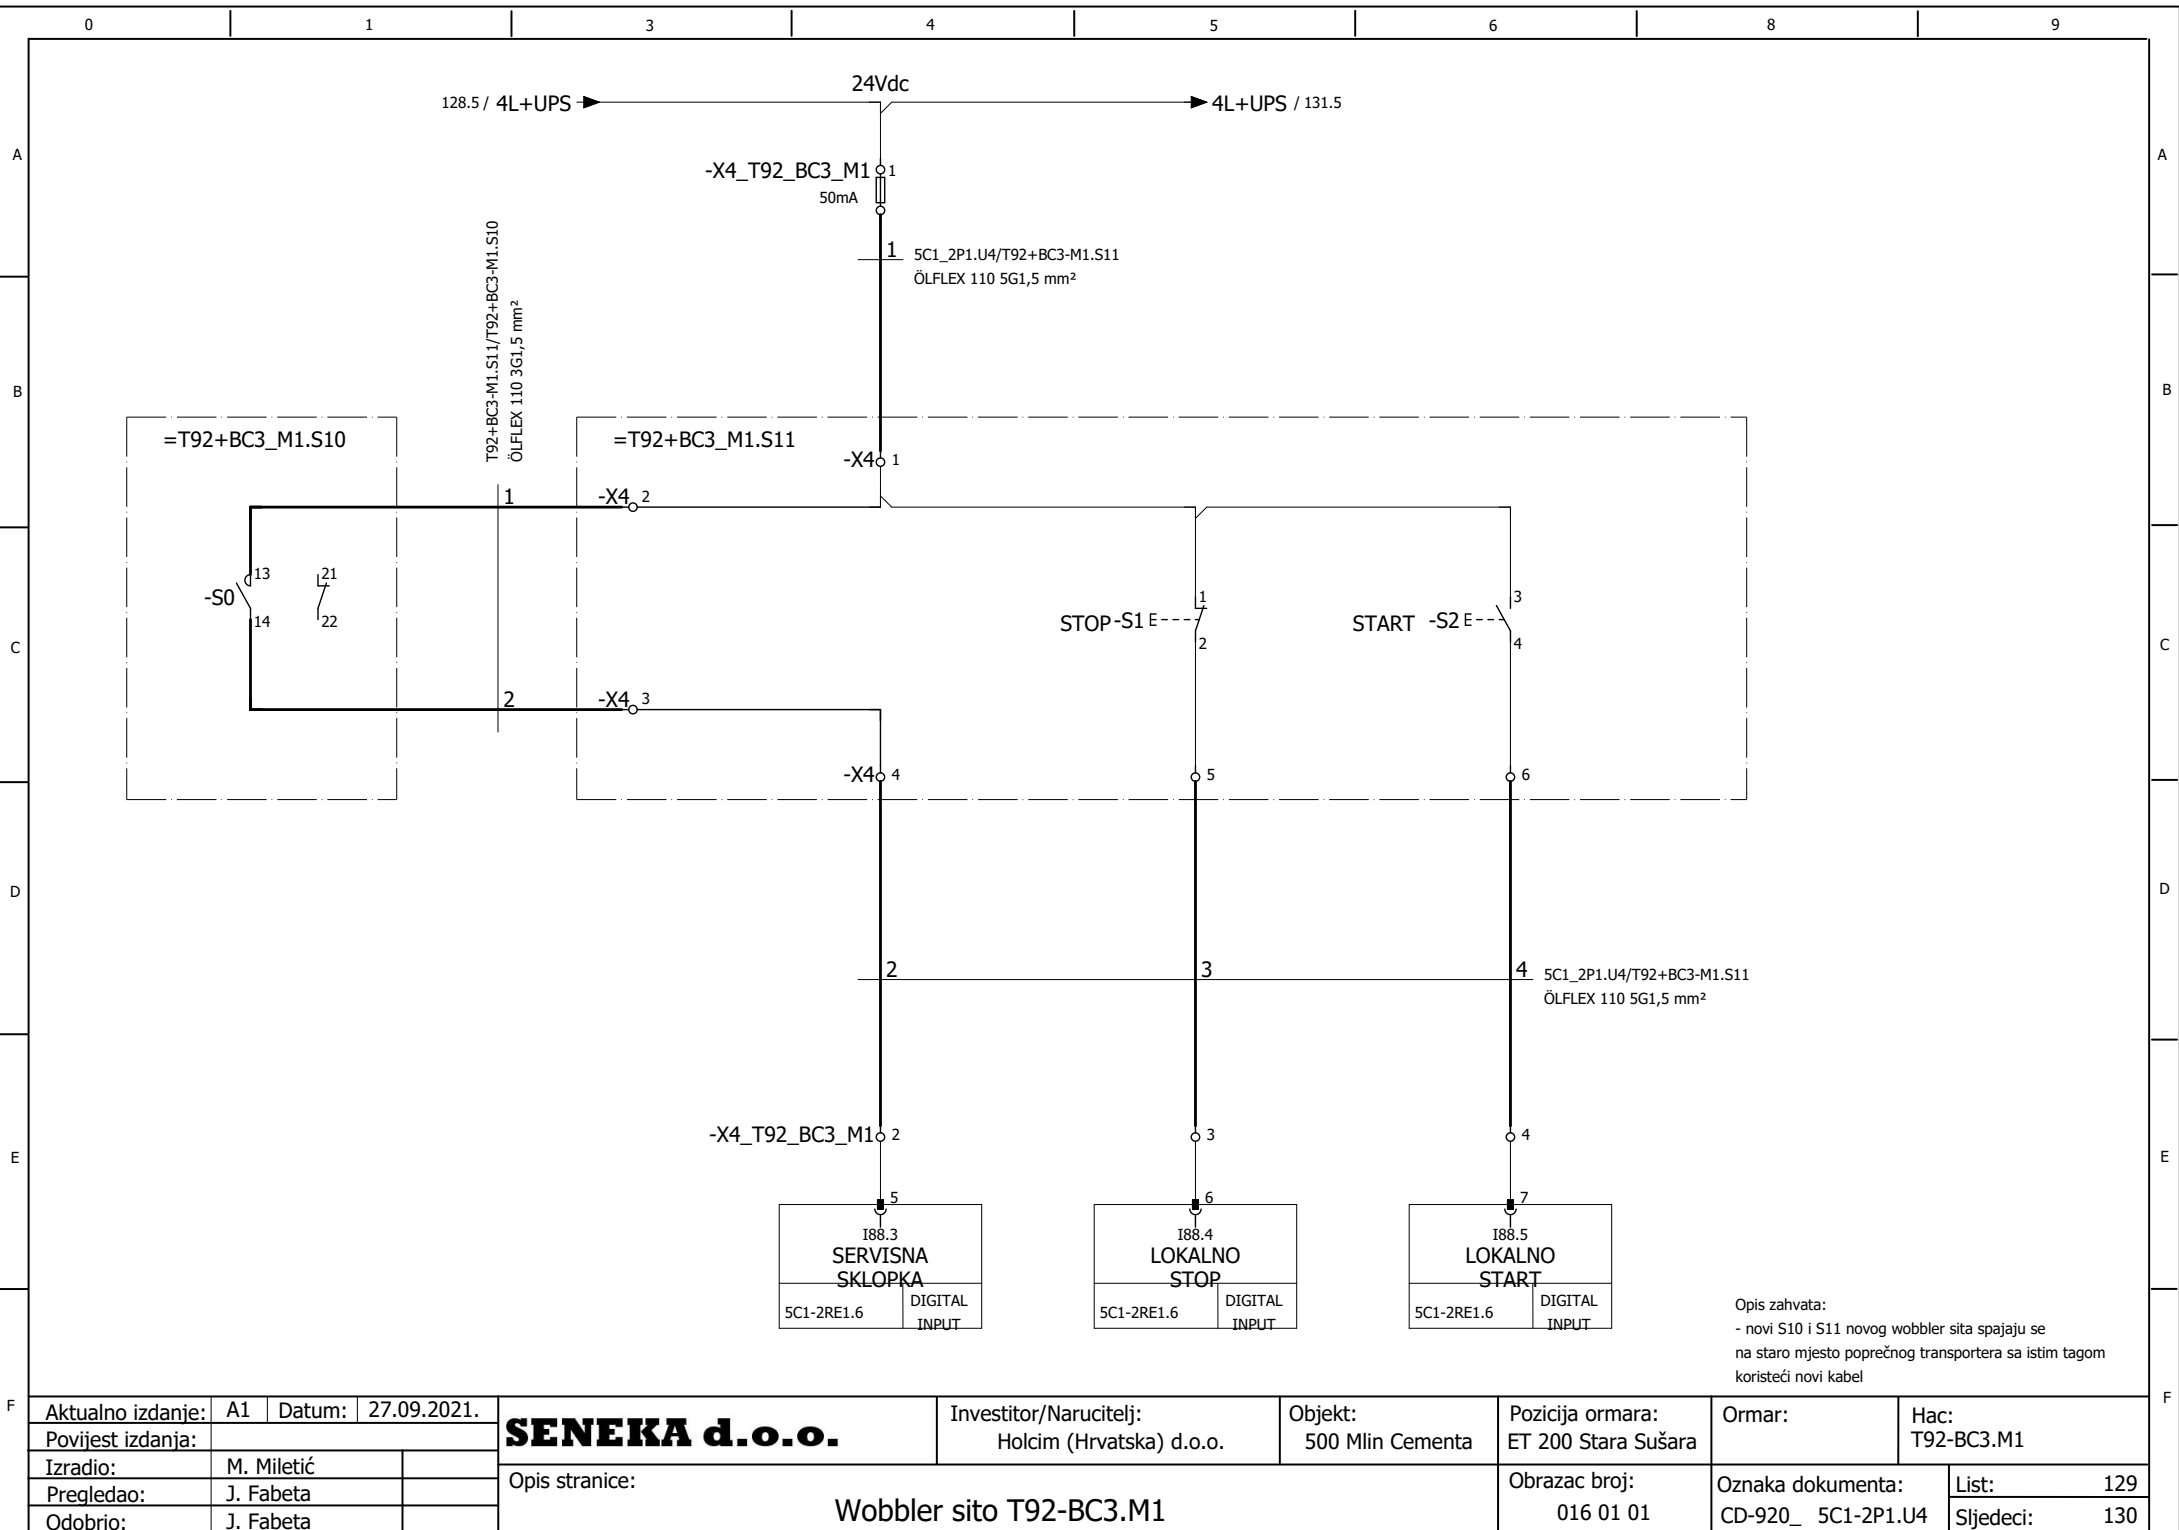 0 1 3 4 5 6 8 9
24Vdc
128.5 / 4L+UPS
4L+UPS / 131.5
A
A
-X4_T92_BC3_M1 1
50mA
1 5C1_2P1.U4/T92+BC3-M1.S11
ÖLFLEX 110 5G1,5 mm²
T92+BC3-M1.S11/T92+BC3-M1.S10
ÖLFLEX 110 3G1,5 mm²
B
B
=T92+BC3_M1.S10
=T92+BC3_M1.S11
-X4 1
1
-X4 2
13 21
-S0
14 22
1
STOP -S1 E
2
3
START -S2 E
4
C
C
2
-X4 3
-X4 4
5
6
D
D
2 3 4 5C1_2P1.U4/T92+BC3-M1.S11
ÖLFLEX 110 5G1,5 mm²
-X4_T92_BC3_M1 2
3
4
E
E
5 6 7
I88.3 I88.4 I88.5
SERVISNA LOKALNO LOKALNO
SKLOPKA STOP START
5C1-2RE1.6 DIGITAL 5C1-2RE1.6 DIGITAL 5C1-2RE1.6 DIGITAL
INPUT INPUT INPUT
Opis zahvata:
- novi S10 i S11 novog wobbler sita spajaju se
na staro mjesto poprečnog transportera sa istim tagom
koristeći novi kabel
F
F
Aktualno izdanje: A1 Datum: 27.09.2021.
Povijest izdanja:
Izradio: M. Miletić
Pregledao: J. Fabeta
Odobrio: J. Fabeta
SENEKA d.o.o.
Investitor/Narucitelj:
Holcim (Hrvatska) d.o.o.
Objekt:
500 Mlin Cementa
Pozicija ormara:
ET 200 Stara Sušara
Ormar:
Hac:
T92-BC3.M1
Opis stranice:
Wobbler sito T92-BC3.M1
Obrazac broj:
016 01 01
Oznaka dokumenta:
CD-920_ 5C1-2P1.U4
List: 129
Sljedeci: 130